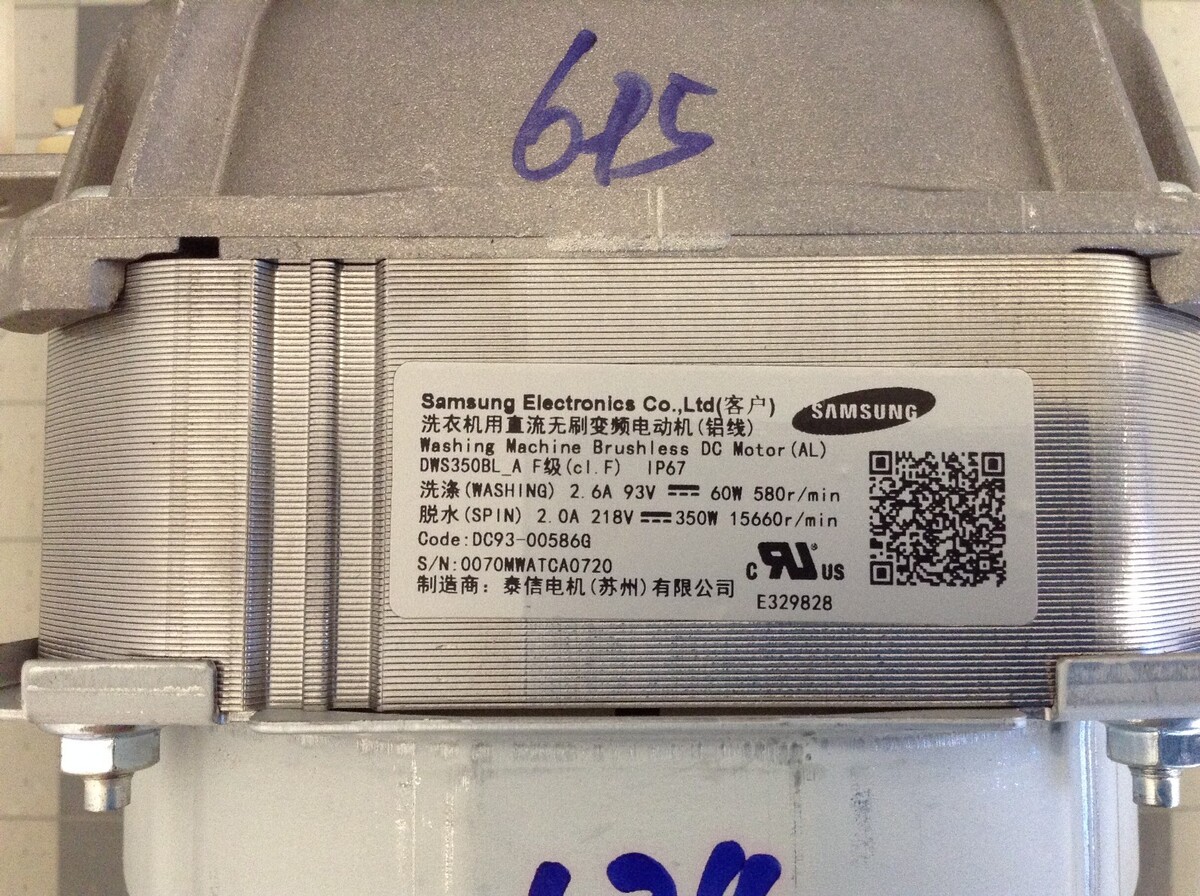 615
Samsung Electronics Co.,Ltd(客户)
SAMSUNG
洗衣机用直流无刷变频电动机(铝线)
Washing Machine Brushless DC Motor(AL)
DWS350BL_A F级(cl.F) IP67
洗涤(WASHING) 2.6A 93V ⎓ 60W 580r/min
脱水(SPIN) 2.0A 218V ⎓ 350W 15660r/min
Code:DC93-00586G
S/N:0070MWATCA0720
制造商：泰信电机(苏州)有限公司
c RU® US
E329828